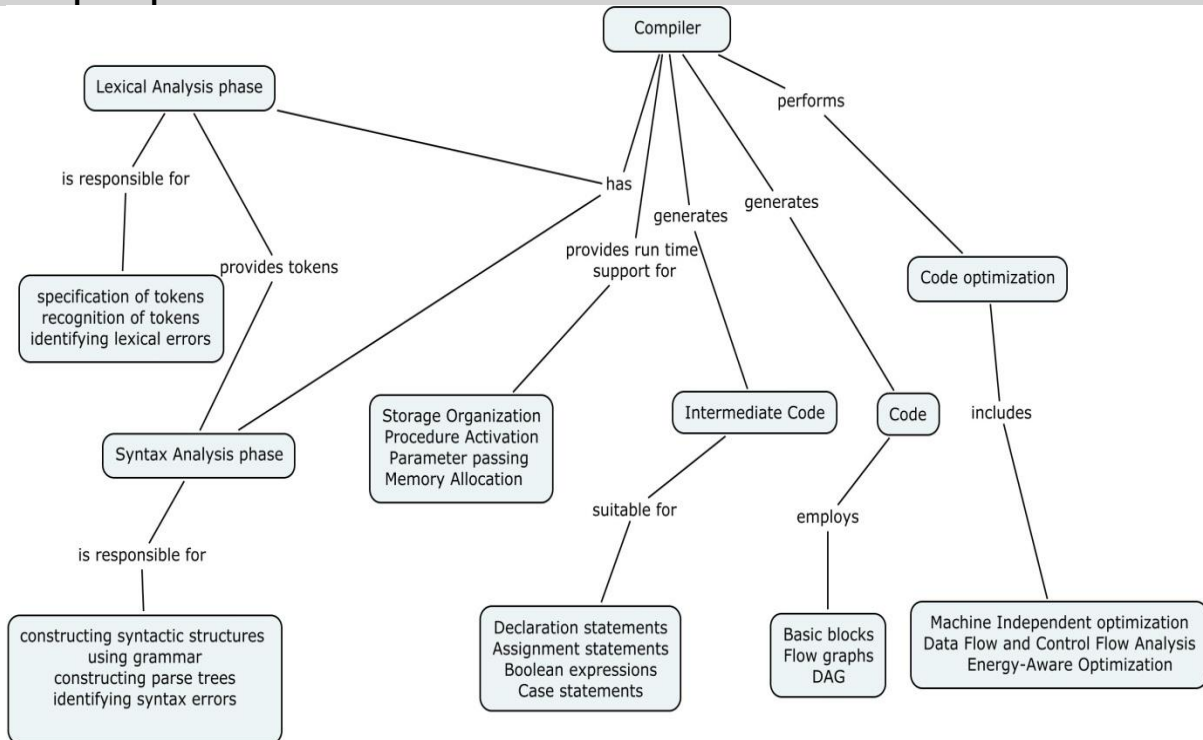 Compiler
Lexical Analysis phase
performs
is responsible for
has
generates
generates
provides run time
support for
provides tokens
Code optimization
specification of tokens
recognition of tokens
identifying lexical errors
Storage Organization
Procedure Activation
Parameter passing
Memory Allocation
Intermediate Code
Code
includes
Syntax Analysis phase
suitable for
employs
is responsible for
constructing syntactic structures
using grammar
constructing parse trees
identifying syntax errors
Declaration statements
Assignment statements
Boolean expressions
Case statements
Basic blocks
Flow graphs
DAG
Machine Independent optimization
Data Flow and Control Flow Analysis
Energy-Aware Optimization